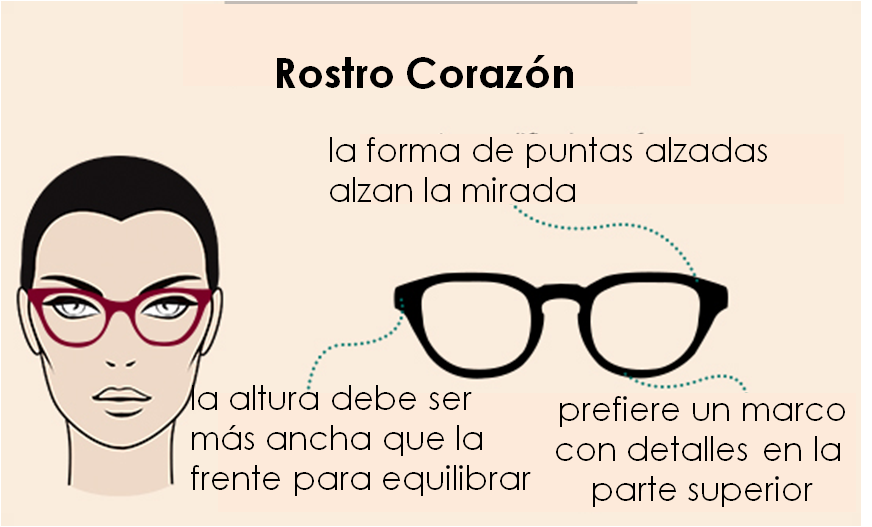 Rostro Corazón
la forma de puntas alzadas
alzan la mirada
la altura debe ser
más ancha que la
frente para equilibrar
prefiere un marco
con detalles en la
parte superior